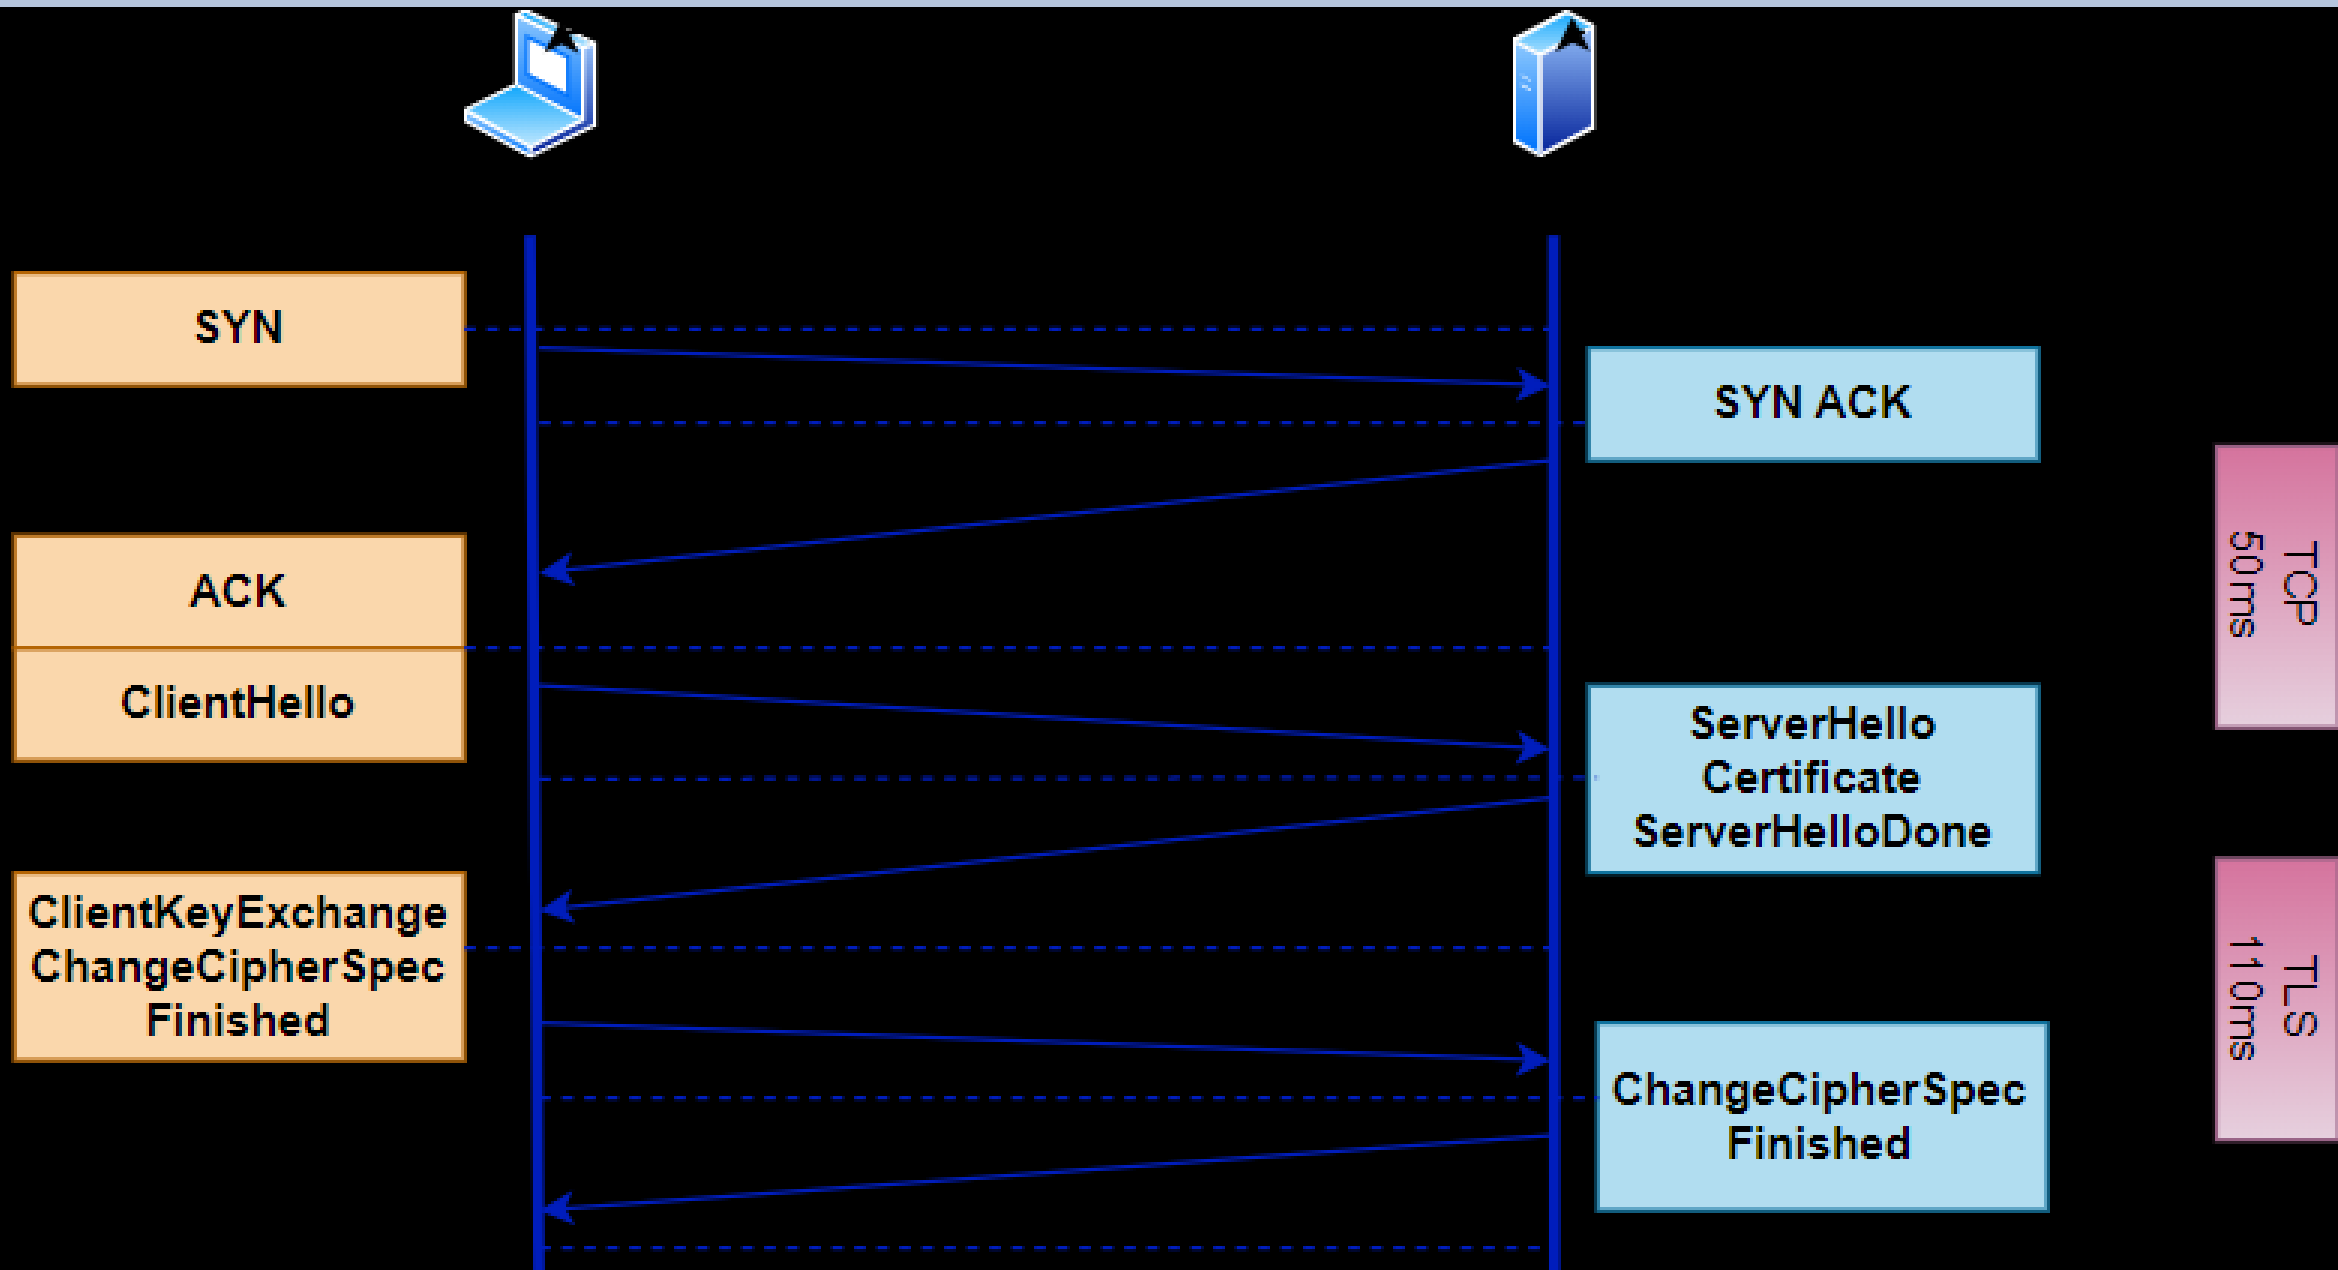 SYN
SYN ACK
ACK
ClientHello
ServerHello
Certificate
ServerHelloDone
ClientKeyExchange
ChangeCipherSpec
Finished
ChangeCipherSpec
Finished
TCP
50ms
TLS
110ms